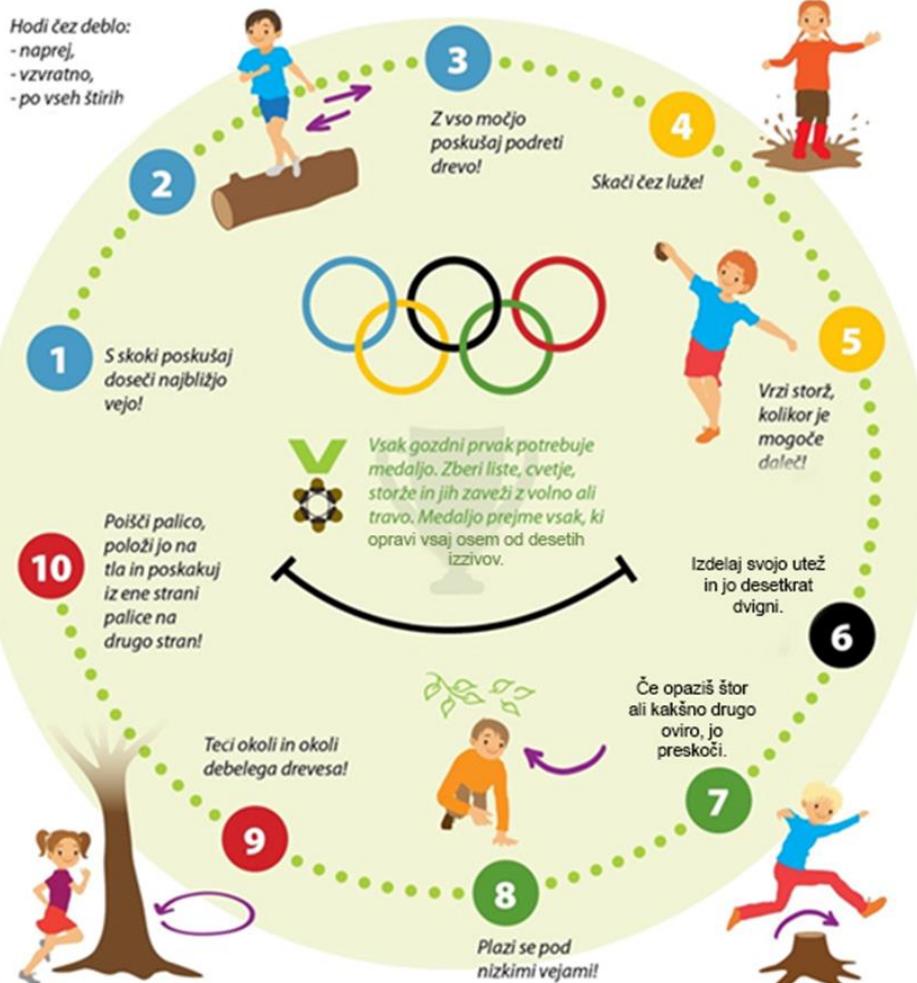 Hodi čez deblo:
- naprej,
- vzvratno,
- po vseh štirih
2
3
Z vso močjo
poskušaj podreti
drevo!
4
Skači čez luže!
1
S skoki poskušaj
doseči najbližjo
vejo!
5
Vrzi storž,
kolikor je
mogoče
daleč!
Vsak gozdni prvak potrebuje
medaljo. Zberi liste, cvetje,
storže in jih zaveži z volno ali
travo. Medaljo prejme vsak, ki
opravi vsaj osem od desetih
izzivov.
10
Poišči palico,
položi jo na
tla in poskakuj
iz ene strani
palice na
drugo stran!
Izdelaj svojo utež
in jo desetkrat
dvigni.
6
Če opaziš štor
ali kakšno drugo
oviro, jo
preskoči.
7
Teci okoli in okoli
debelega drevesa!
9
8
Plazi se pod
nizkimi vejami!